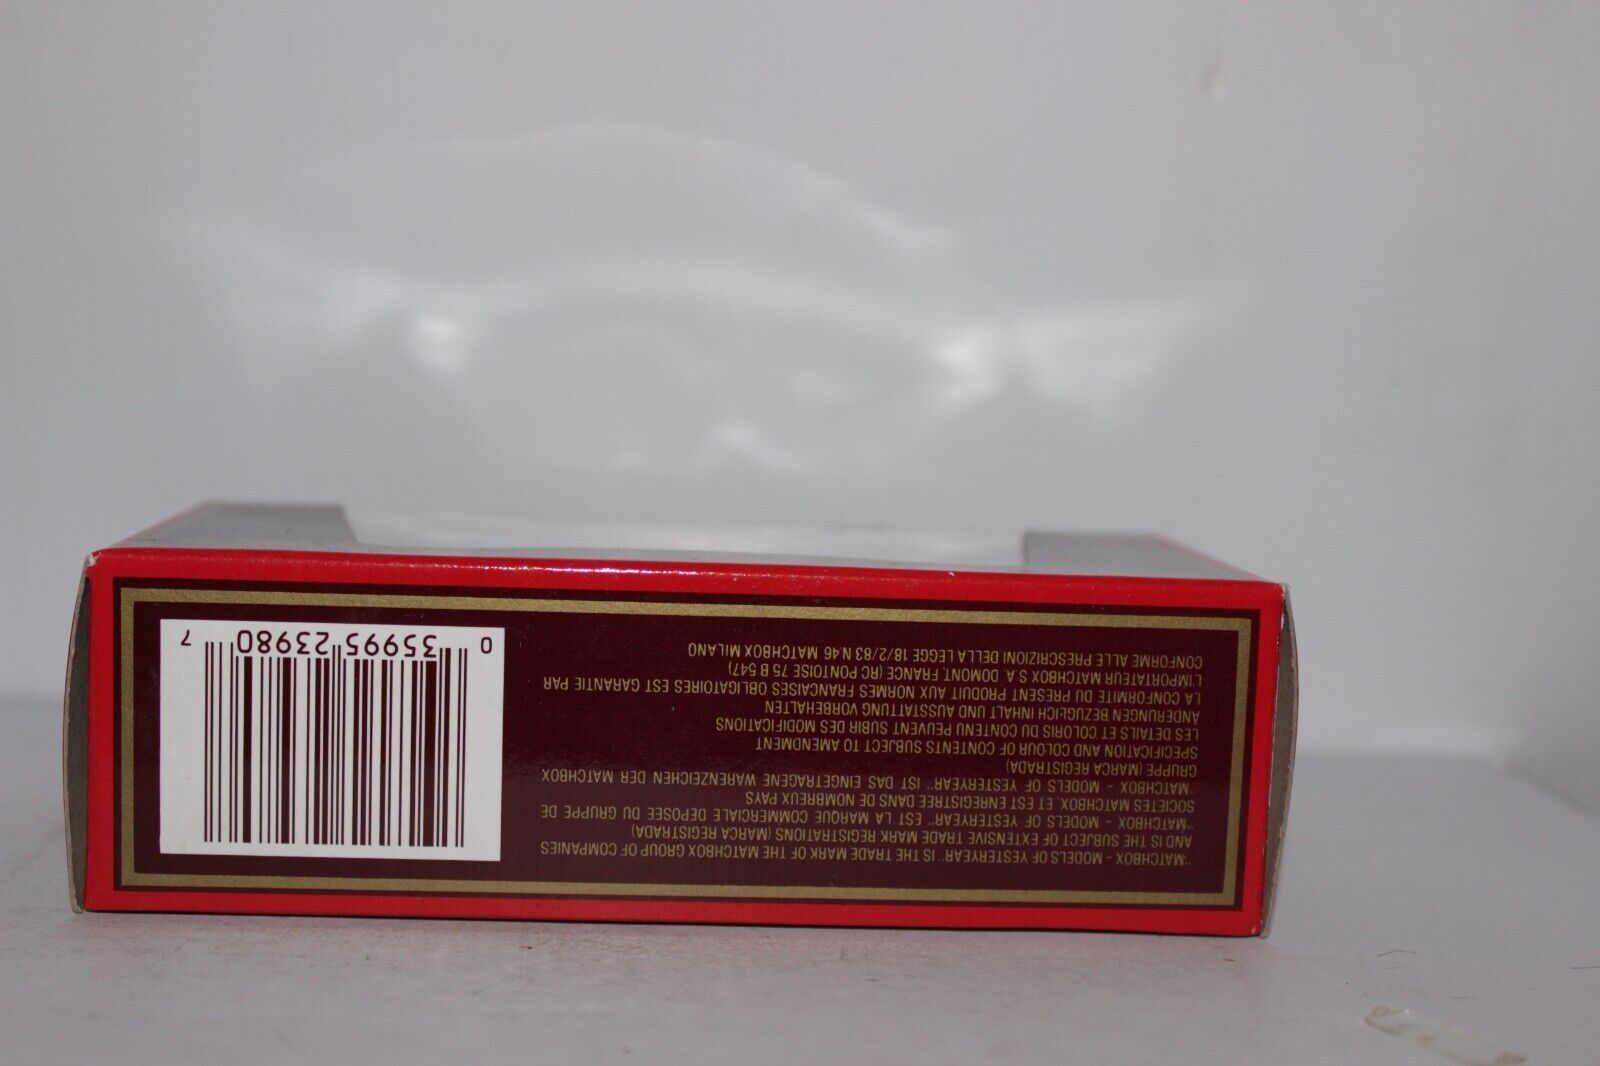 "MATCHBOX - MODELS OF YESTERYEAR" IS THE TRADE MARK OF THE MATCHBOX GROUP OF COMPANIES
AND IS THE SUBJECT OF EXTENSIVE TRADE MARK REGISTRATIONS (MARCA REGISTRADA)
"MATCHBOX - MODELS OF YESTERYEAR" EST LA MARQUE COMMERCIALE DEPOSEE DU GRUPPE DE
SOCIETES MATCHBOX, ET EST ENREGISTREE DANS DE NOMBREUX PAYS
"MATCHBOX - MODELS OF YESTERYEAR" IST DAS EINGETRAGENE WARENZEICHEN DER MATCHBOX
GRUPPE (MARCA REGISTRADA)
SPECIFICATION AND COLOUR OF CONTENTS SUBJECT TO AMENDMENT
LES DETAILS ET COLORIS DU CONTENU PEUVENT SUBIR DES MODIFICATIONS
ÄNDERUNGEN BEZUGLICH INHALT UND AUSSTATTUNG VORBEHALTEN
LA CONFORMITE DU PRESENT PRODUIT AUX NORMES FRANCAISES OBLIGATOIRES EST GARANTIE PAR
L'IMPORTATEUR MATCHBOX S A. DOMONT. FRANCE (RC PONTOISE 75 B 547)
CONFORME ALLE PRESCRIZIONI DELLA LEGGE 18/2/83 N.46 MATCHBOX MILANO
0 35995 23980 7